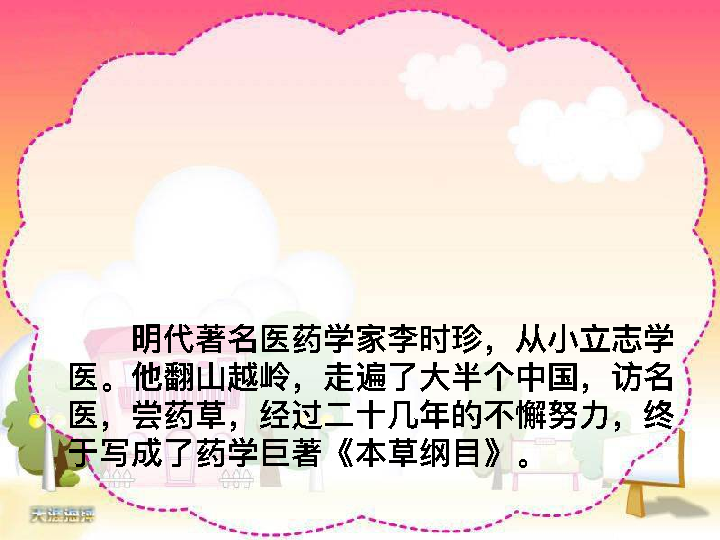 明代著名医药学家李时珍，从小立志学
医。他翻山越岭，走遍了大半个中国，访名
医，尝药草，经过二十几年的不懈努力，终
于写成了药学巨著《本草纲目》。